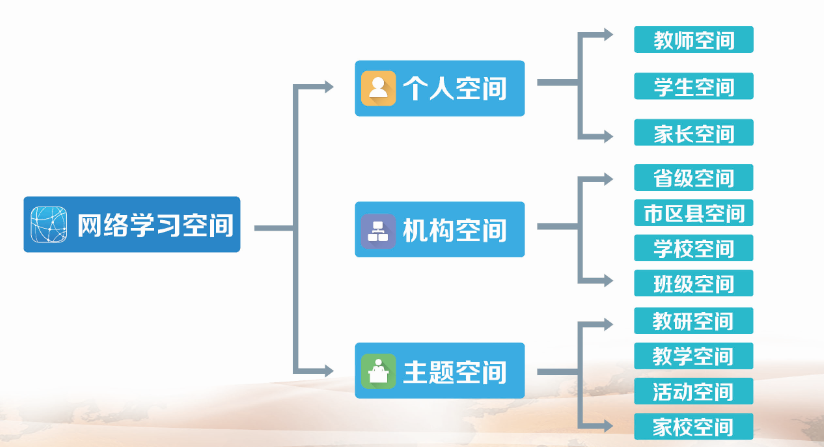 网络学习空间
个人空间
教师空间
学生空间
家长空间
机构空间
省级空间
市区县空间
学校空间
班级空间
主题空间
教研空间
教学空间
活动空间
家校空间